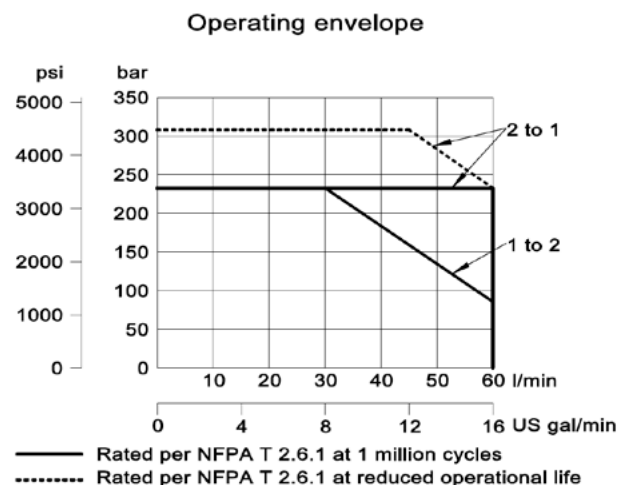 Operating envelope
psi bar
5000 350
300
4000
2 to 1
250
3000 200
150
2000
1 to 2
100
1000
50
0 0
10 20 30 40 50 60 l/min
0 4 8 12 16 US gal/min
Rated per NFPA T 2.6.1 at 1 million cycles
Rated per NFPA T 2.6.1 at reduced operational life